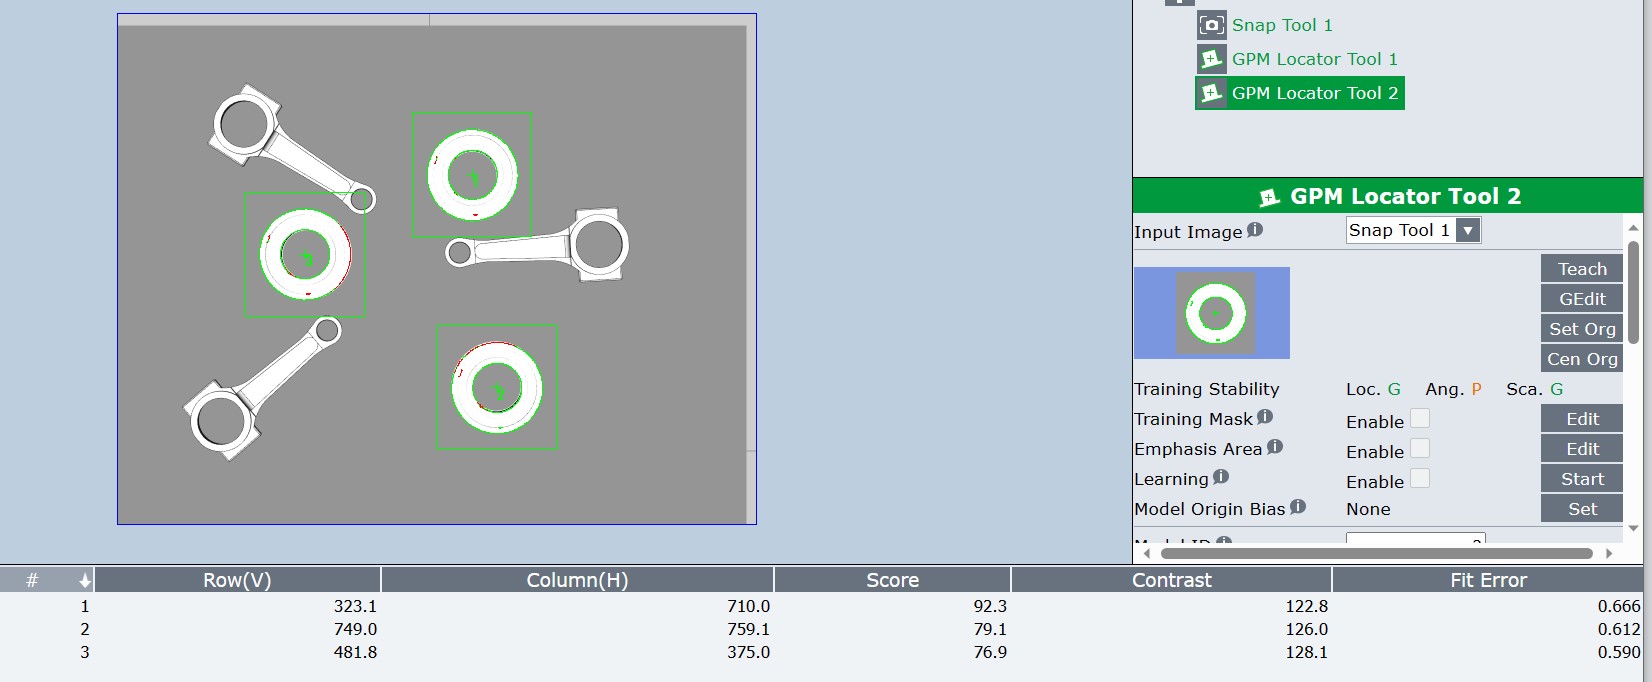 Snap Tool 1
GPM Locator Tool 1
GPM Locator Tool 2
GPM Locator Tool 2
Input Image Snap Tool 1
Teach
GEdit
Set Org
Cen Org
Training Stability Loc. G Ang. P Sca. G
Training Mask Enable Edit
Emphasis Area Enable Edit
Learning Enable Start
Model Origin Bias None Set
# Row(V) Column(H) Score Contrast Fit Error
1 323.1 710.0 92.3 122.8 0.666
2 749.0 759.1 79.1 126.0 0.612
3 481.8 375.0 76.9 128.1 0.590